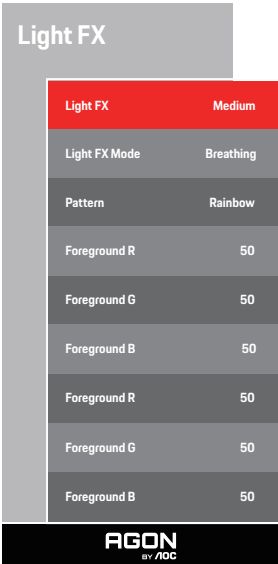 Light FX
Light FX Medium
Light FX Mode Breathing
Pattern Rainbow
Foreground R 50
Foreground G 50
Foreground B 50
Foreground R 50
Foreground G 50
Foreground B 50
AGON
BY AOC